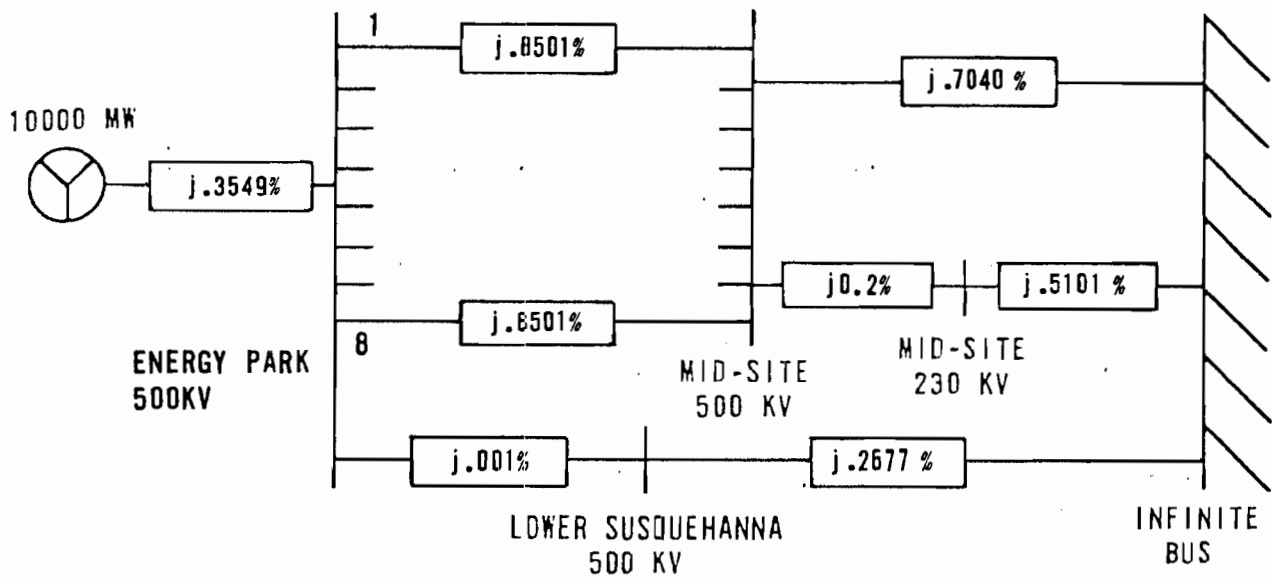 1
j.8501%
j.7040 %
10000 MW
j.3549%
j0.2%
j.5101 %
j.8501%
8
ENERGY PARK
500KV
MID-SITE
500 KV
MID-SITE
230 KV
j.001%
j.2677 %
LOWER SUSQUEHANNA
500 KV
INFINITE
BUS